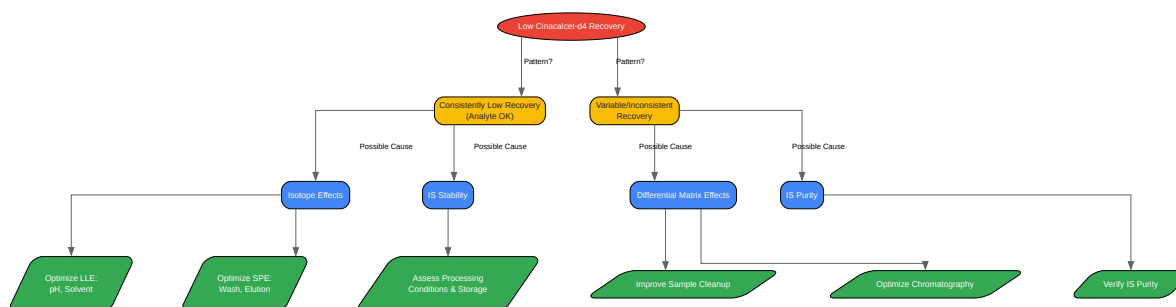 Low Cinacalcet-d4 Recovery
Pattern?
Pattern?
Consistently Low Recovery
(Analyte OK)
Variable/Inconsistent
Recovery
Possible Cause
Possible Cause
Possible Cause
Possible Cause
Isotope Effects
IS Stability
Differential Matrix Effects
IS Purity
Optimize LLE:
pH, Solvent
Optimize SPE:
Wash, Elution
Assess Processing
Conditions & Storage
Improve Sample Cleanup
Optimize Chromatography
Verify IS Purity